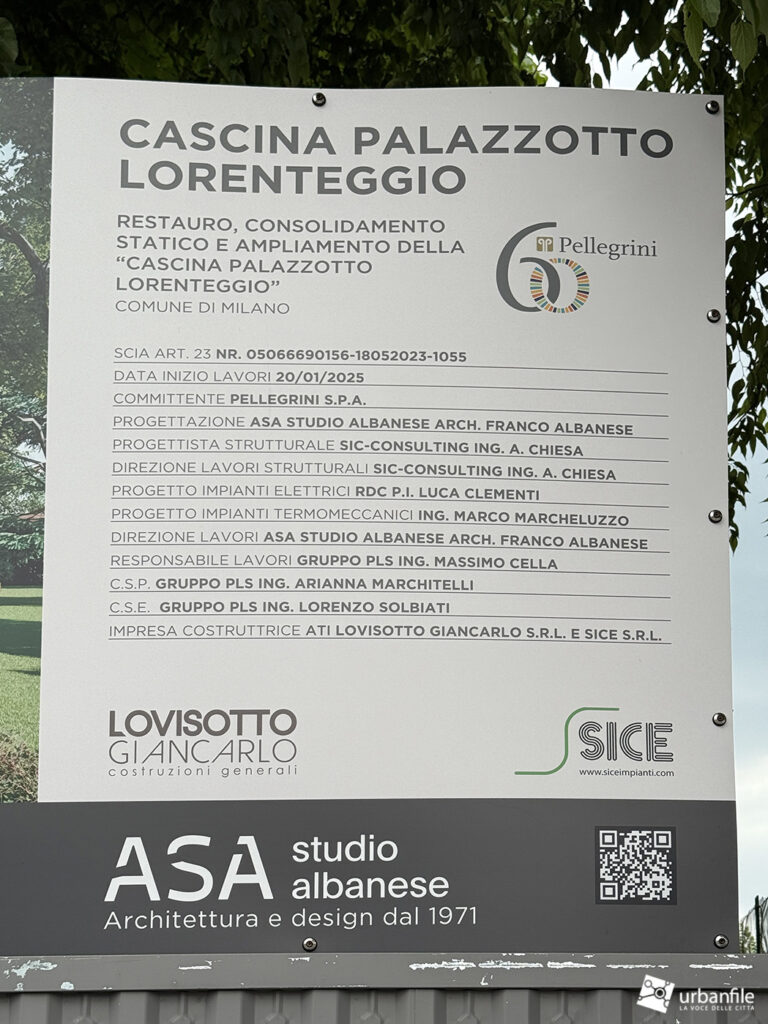 CASCINA PALAZZOTTO
LORENTEGGIO
RESTAURO, CONSOLIDAMENTO
STATICO E AMPLIAMENTO DELLA
“CASCINA PALAZZOTTO
LORENTEGGIO”
COMUNE DI MILANO
60 Pellegrini
SCIA ART. 23 NR. 05066690156-18052023-1055
DATA INIZIO LAVORI 20/01/2025
COMMITTENTE PELLEGRINI S.P.A.
PROGETTAZIONE ASA STUDIO ALBANESE ARCH. FRANCO ALBANESE
PROGETTISTA STRUTTURALE SIC-CONSULTING ING. A. CHIESA
DIREZIONE LAVORI STRUTTURALI SIC-CONSULTING ING. A. CHIESA
PROGETTO IMPIANTI ELETTRICI RDC P.I. LUCA CLEMENTI
PROGETTO IMPIANTI TERMOMECCANICI ING. MARCO MARCHELUZZO
DIREZIONE LAVORI ASA STUDIO ALBANESE ARCH. FRANCO ALBANESE
RESPONSABILE LAVORI GRUPPO PLS ING. MASSIMO CELLA
C.S.P. GRUPPO PLS ING. ARIANNA MARCHITELLI
C.S.E. GRUPPO PLS ING. LORENZO SOLBIATI
IMPRESA COSTRUTTRICE ATI LOVISOTTO GIANCARLO S.R.L. E SICE S.R.L.
LOVISOTTO
GIANCARLO
costruzioni generali
SICE
www.siceimpianti.com
ASA studio
albanese
Architettura e design dal 1971
urbanfile
LA VOCE DELLE CITTÀ